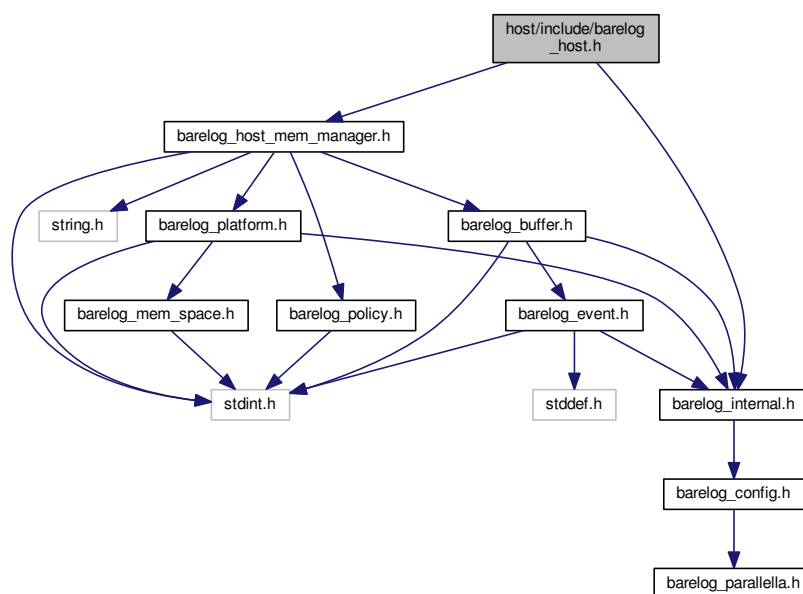 host/include/barelog
_host.h
barelog_host_mem_manager.h
string.h
barelog_platform.h
barelog_buffer.h
barelog_mem_space.h
barelog_policy.h
barelog_event.h
stdint.h
stddef.h
barelog_internal.h
barelog_config.h
barelog_parallella.h